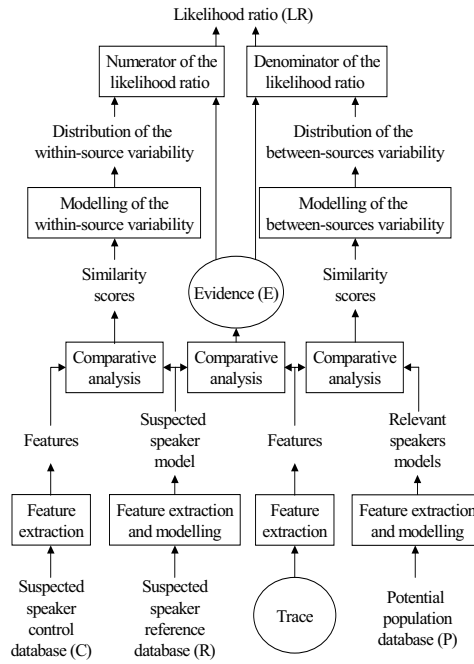 Likelihood ratio (LR)
Numerator of the
likelihood ratio
Denominator of the
likelihood ratio
Distribution of the
within-source variability
Distribution of the
between-sources variability
Modelling of the
within-source variability
Modelling of the
between-sources variability
Similarity
scores
Evidence (E)
Similarity
scores
Comparative
analysis
Comparative
analysis
Comparative
analysis
Features
Suspected
speaker
model
Features
Relevant
speakers
models
Feature
extraction
Feature extraction
and modelling
Feature
extraction
Feature extraction
and modelling
Suspected
speaker
control
database (C)
Suspected
speaker
reference
database (R)
Trace
Potential
population
database (P)